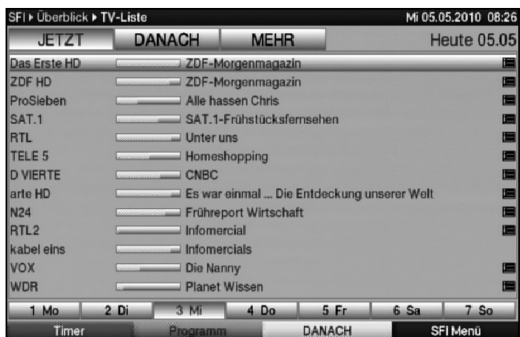 SFI ▸ Überblick ▸ TV-Liste Mi 05.05.2010 08:26
JETZT DANACH MEHR Heute 05.05
Das Erste HD ZDF-Morgenmagazin
ZDF HD ZDF-Morgenmagazin
ProSieben Alle hassen Chris
SAT.1 SAT.1-Frühstücksfernsehen
RTL Unter uns
TELE 5 Homeshopping
D VIERTE CNBC
arte HD Es war einmal ... Die Entdeckung unserer Welt
N24 Frühreport Wirtschaft
RTL2 Infomercial
kabel eins Infomercials
VOX Die Nanny
WDR Planet Wissen
1 Mo 2 Di 3 Mi 4 Do 5 Fr 6 Sa 7 So
Timer Programm DANACH SFI Menü